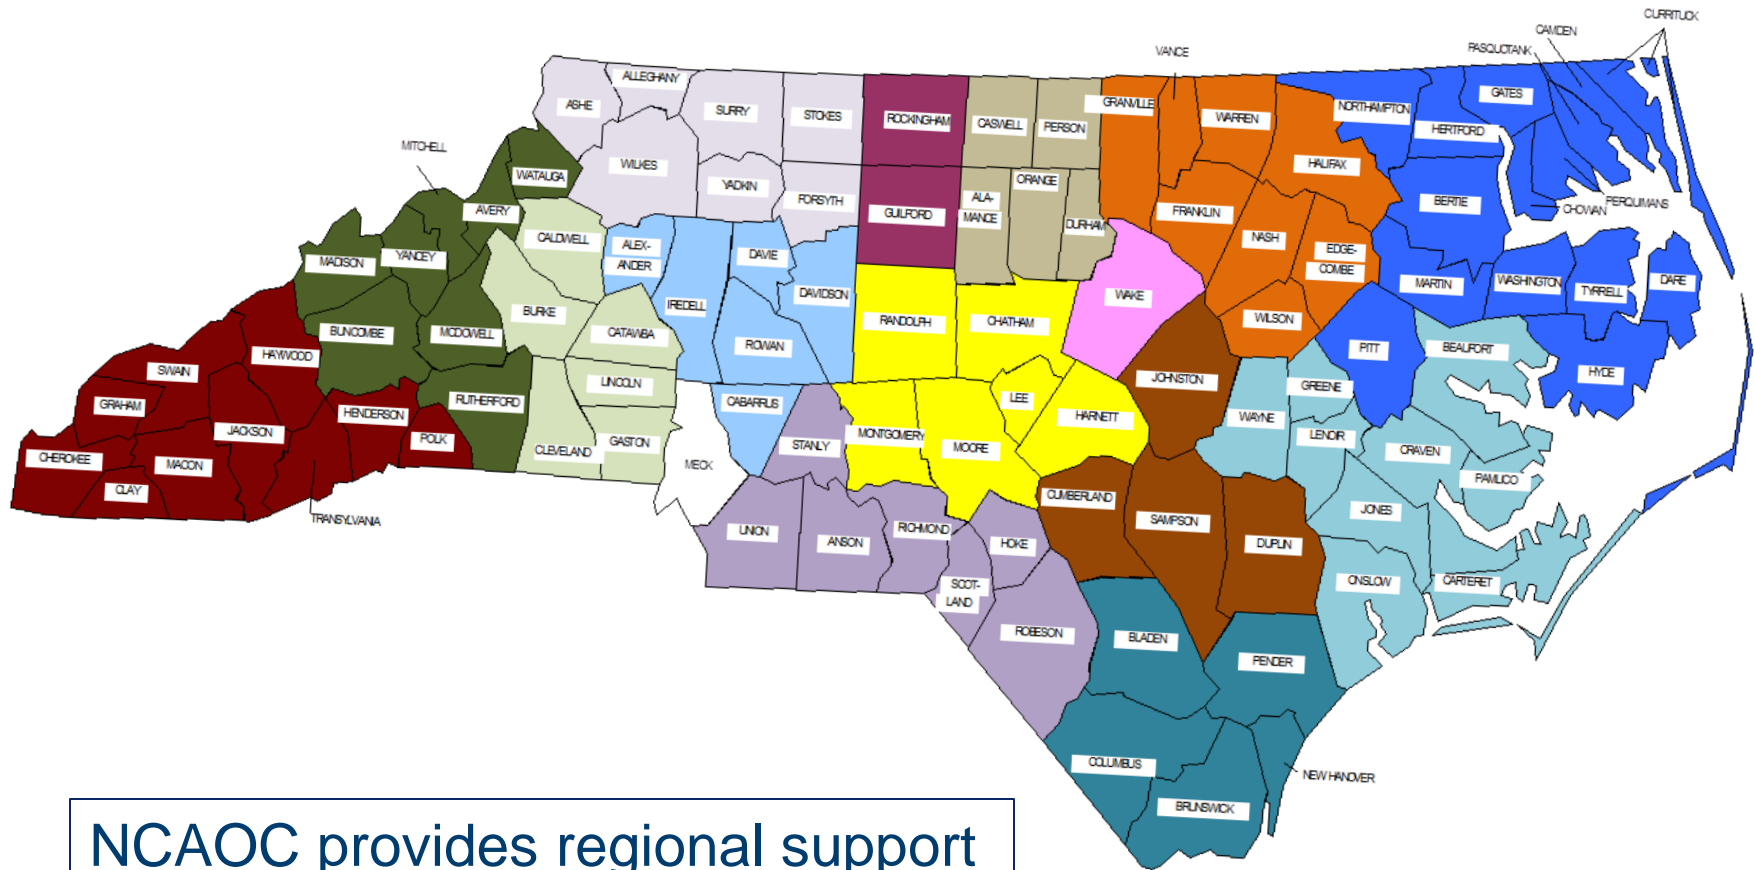 CURRITUCK
CAMDEN
PASQUOTANK
VANCE
ALLEGHANY
ASHE
SURRY
STOKES
ROCKINGHAM
CASWELL
PERSON
GRANVILLE
WARREN
NORTHAMPTON
GATES
HERTFORD
MITCHELL
WATAUGA
WILKES
YADKIN
FORSYTH
GUILFORD
ALA-
MANCE
ORANGE
DURHAM
FRANKLIN
HALIFAX
BERTIE
CHOWAN
PERQUIMANS
AVERY
CALDWELL
ALEX-
ANDER
DAVIE
NASH
EDGE-
COMBE
MADISON
YANCEY
IREDELL
DAVIDSON
WAKE
MARTIN
WASHINGTON
TYRRELL
DARE
BUNCOMBE
MCDOWELL
BURKE
CATAWBA
ROWAN
RANDOLPH
CHATHAM
WILSON
PITT
BEAUFORT
HYDE
SWAIN
HAYWOOD
LINCOLN
JOHNSTON
GREENE
GRAHAM
HENDERSON
RUTHERFORD
CABARRUS
LEE
HARNETT
WAYNE
JACKSON
POLK
CLEVELAND
GASTON
STANLY
MONTGOMERY
MOORE
LENOIR
CRAVEN
CHEROKEE
MACON
MECK
PAMLICO
CLAY
CUMBERLAND
SAMPSON
JONES
TRANSYLVANIA
UNION
ANSON
RICHMOND
HOKE
DUPLIN
SCOT-
LAND
ONSLOW
CARTERET
ROBESON
BLADEN
PENDER
COLUMBUS
NEW HANOVER
BRUNSWICK
NCAOC provides regional support